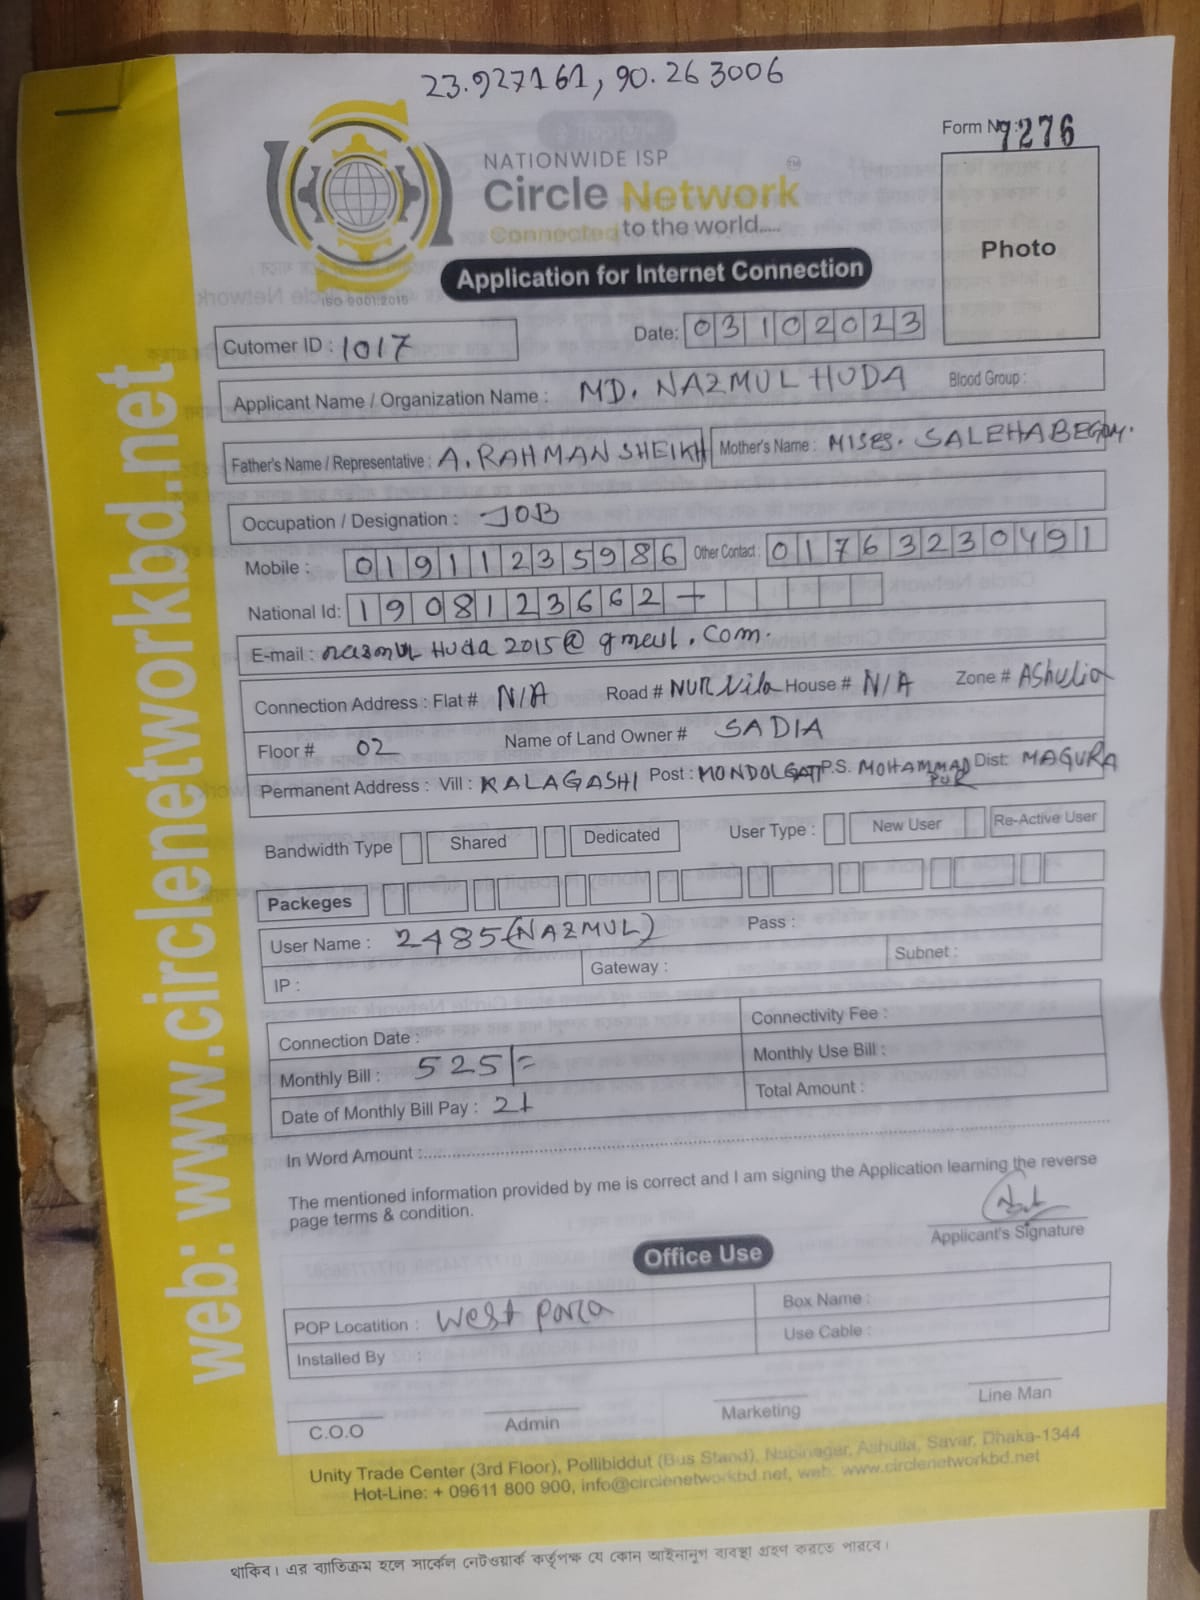 23.927161, 90.263006
Form No: 7276
NATIONWIDE ISP
Circle Network TM
Connected to the world.....
ISO 9001:2015
Photo
Application for Internet Connection
Cutomer ID : 1017 Date: 03102023
Applicant Name / Organization Name : MD. NAZMUL HUDA Blood Group :
Father's Name / Representative : A. RAHMAN SHEIKH Mother's Name : MISES. SALEHA BEGOM.
Occupation / Designation : JOB
Mobile : 01911235986 Other Contact : 01763230491
National Id: 1908123662 +
E-mail : nazmul Huda 2015@ gmail . Com.
Connection Address : Flat # N/A Road # NUR Vila House # N/A Zone # AShulia
Floor # 02 Name of Land Owner # SADIA
Permanent Address : Vill : KALAGASHI Post : MONDOLGATI P.S. MOHAMMAD PUR Dist: MAGURA
Bandwidth Type Shared Dedicated User Type : New User Re-Active User
Packeges
User Name : 2485(NAZMUL) Pass :
IP : Gateway : Subnet :
Connection Date : Connectivity Fee :
Monthly Bill : 525/= Monthly Use Bill :
Date of Monthly Bill Pay : 21 Total Amount :
In Word Amount :
The mentioned information provided by me is correct and I am signing the Application learning the reverse
page terms & condition.
Applicant's Signature
Office Use
POP Locatition : West para Box Name :
Installed By : Use Cable :
C.O.O Admin Marketing Line Man
Unity Trade Center (3rd Floor), Pollibiddut (Bus Stand), Nabinagar, Ashulia, Savar, Dhaka-1344
Hot-Line: + 09611 800 900, info@circlenetworkbd.net, web: www.circlenetworkbd.net
থাকিব। এর ব্যাতিক্রম হলে সার্কেল নেটওয়ার্ক কর্তৃপক্ষ যে কোন আইনানুগ ব্যবস্থা গ্রহণ করতে পারবে।
web: www.circlenetworkbd.net